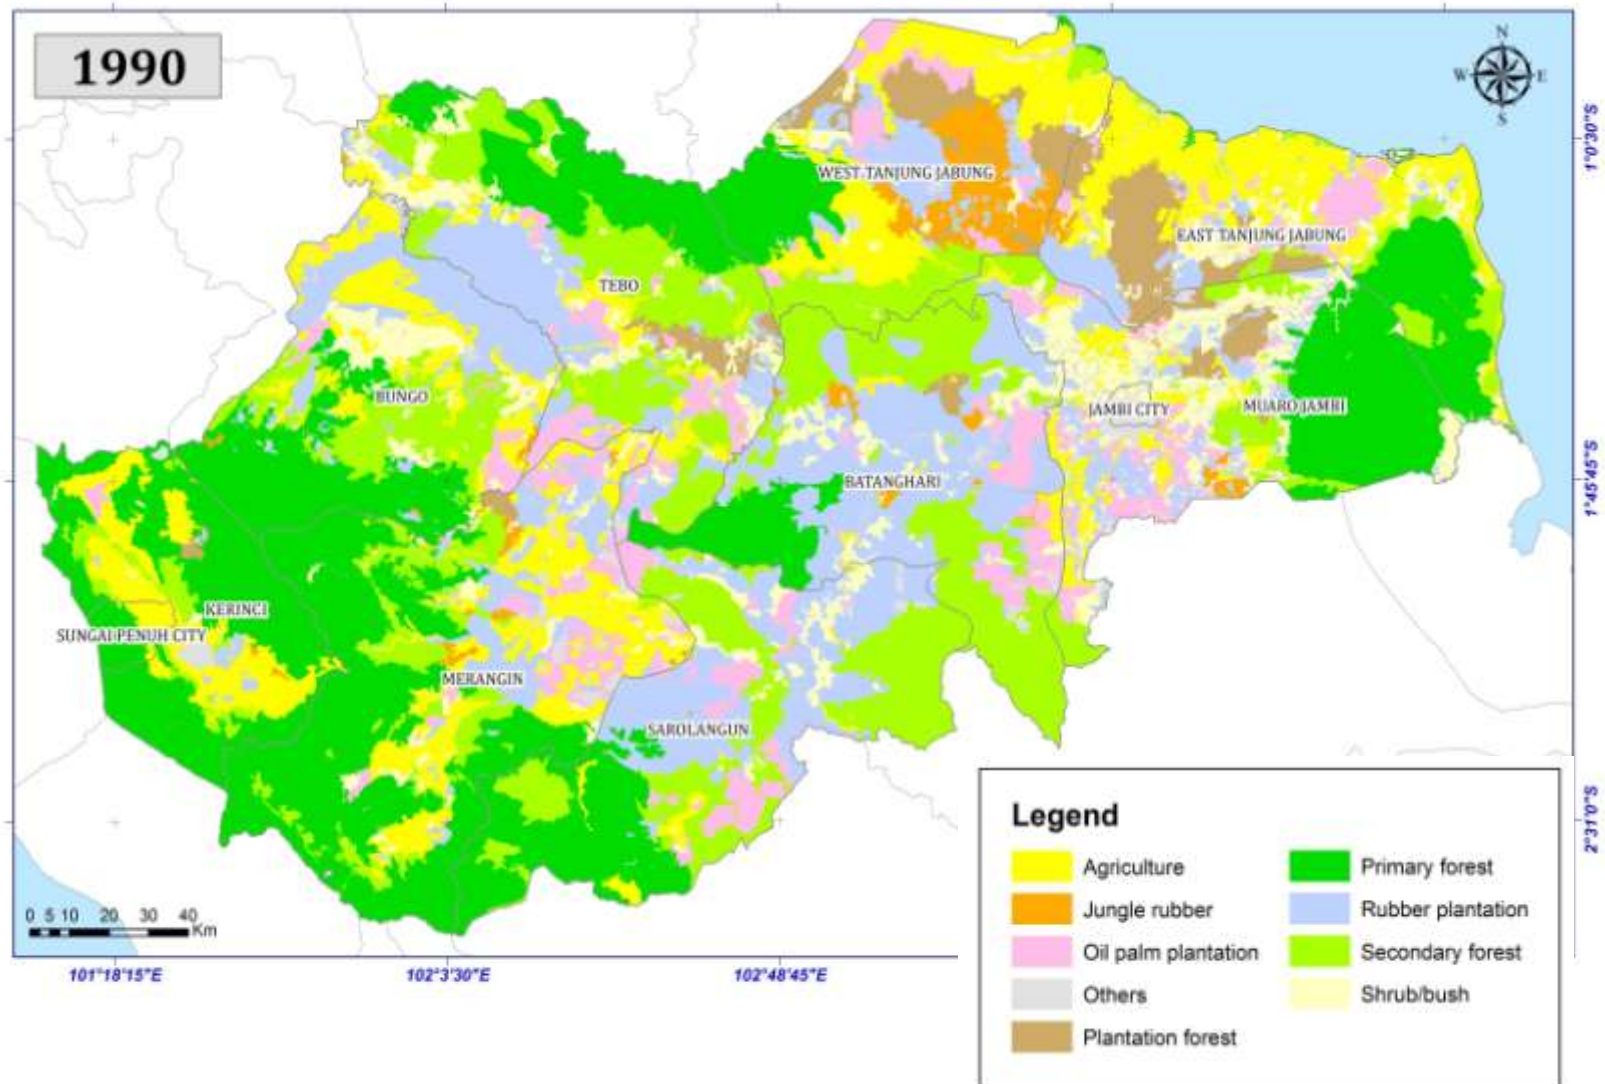 1990
N
W
E
S
1°0'30"S
WEST TANJUNG JABUNG
EAST TANJUNG JABUNG
TEBO
BUNGO
JAMBI CITY
MUARO JAMBI
BATANGHARI
1°45'45"S
KERINCI
SUNGAI PENUH CITY
MERANGIN
SAROLANGUN
2°31'0"S
0 5 10 20 30 40
Km
101°18'15"E
102°3'30"E
102°48'45"E
Legend
Agriculture
Jungle rubber
Oil palm plantation
Others
Plantation forest
Primary forest
Rubber plantation
Secondary forest
Shrub/bush